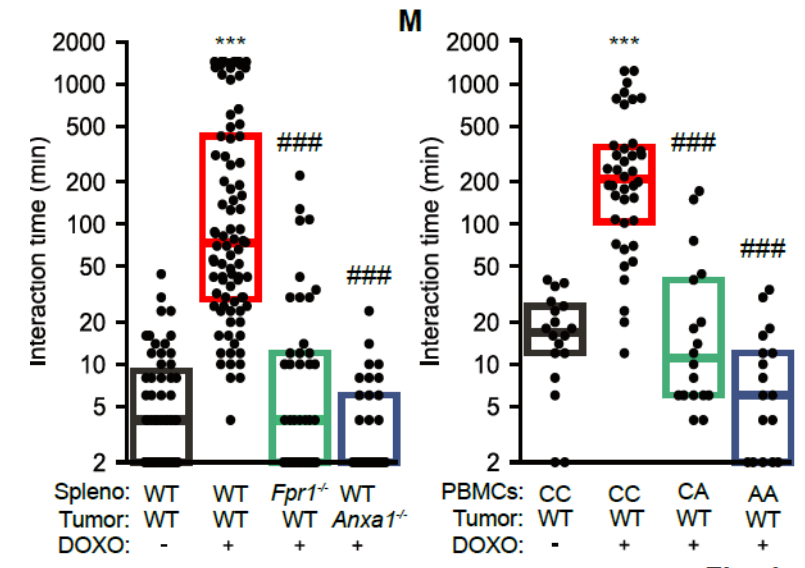 M
2000
1000
500
200
100
50
20
10
5
2
Interaction time (min)
***
###
###
Spleno: WT WT Fpr1-/- WT
Tumor: WT WT WT Anxa1-/-
DOXO: - + + +
2000
1000
500
200
100
50
20
10
5
2
Interaction time (min)
***
###
###
PBMCs: CC CC CA AA
Tumor: WT WT WT WT
DOXO: - + + +